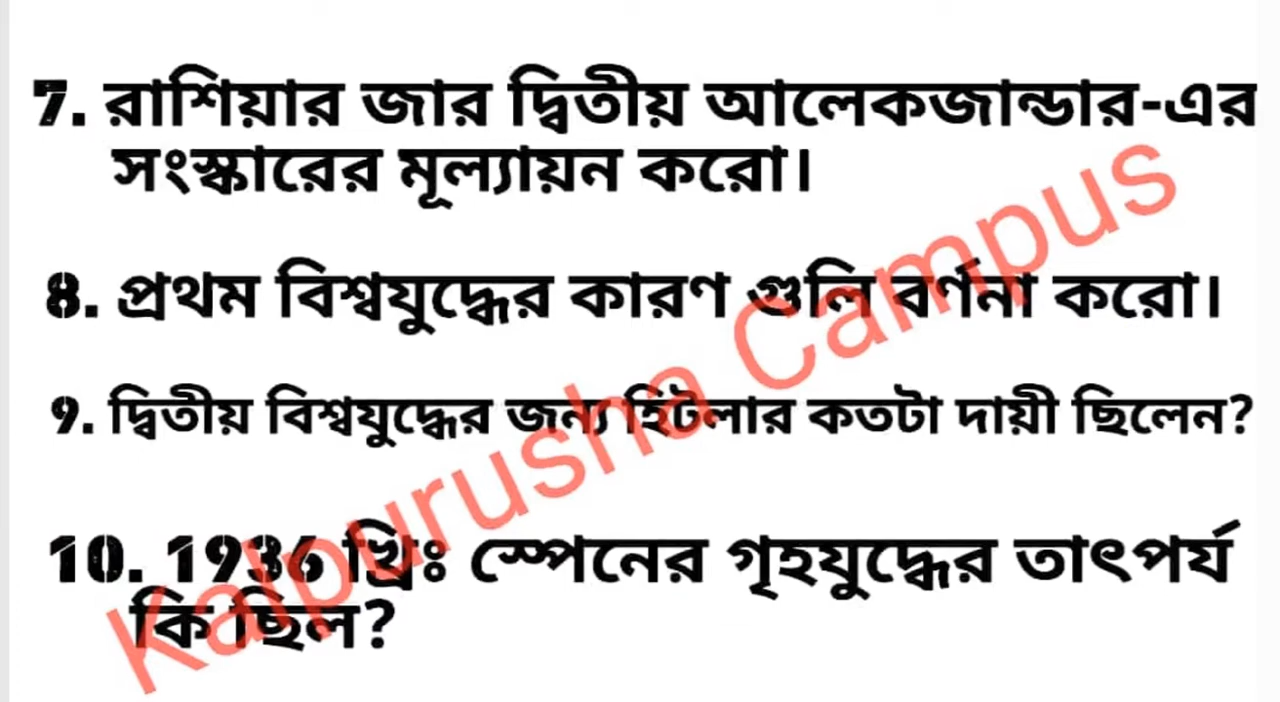 7. রাশিয়ার জার দ্বিতীয় আলেকজান্ডার-এর
সংস্কারের মূল্যায়ন করো।
8. প্রথম বিশ্বযুদ্ধের কারণ গুলি বর্ণনা করো।
9. দ্বিতীয় বিশ্বযুদ্ধের জন্য হিটলার কতটা দায়ী ছিলেন?
10. 1936 খ্রিঃ স্পেনের গৃহযুদ্ধের তাৎপর্য
কি ছিল?
Kalpurusha Campus